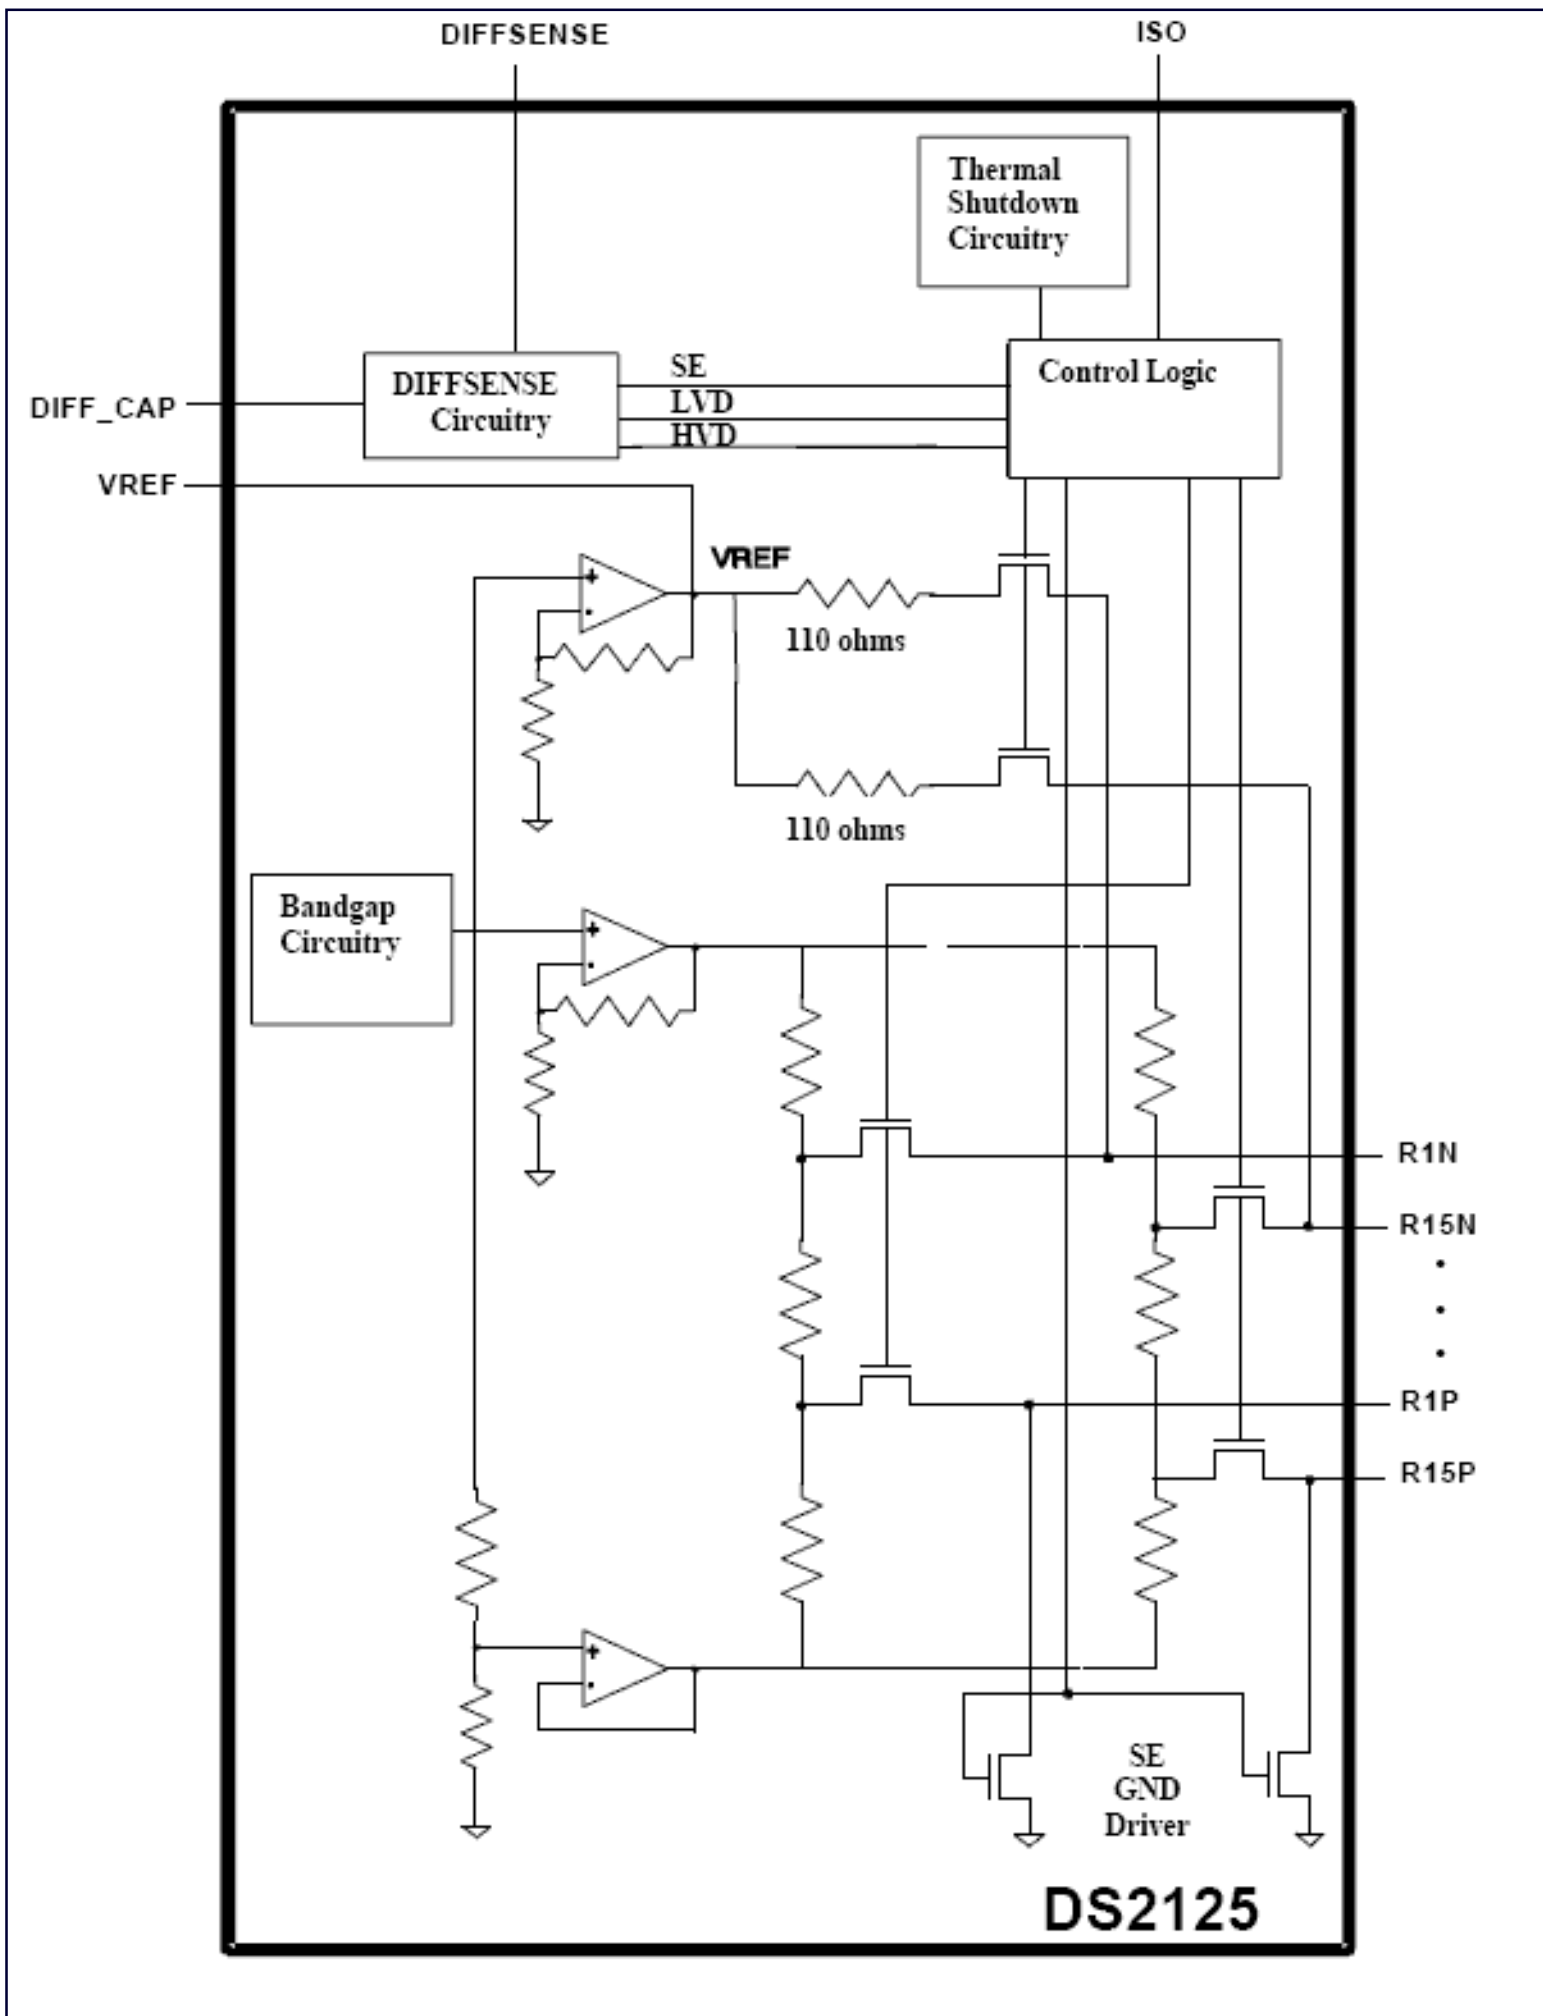 DIFFSENSE
ISO
Thermal
Shutdown
Circuitry
DIFFSENSE
Circuitry
SE
LVD
HVD
Control Logic
DIFF_CAP
VREF
VREF
+
-
110 ohms
110 ohms
Bandgap
Circuitry
+
-
R1N
R15N
R1P
R15P
+
-
SE
GND
Driver
DS2125